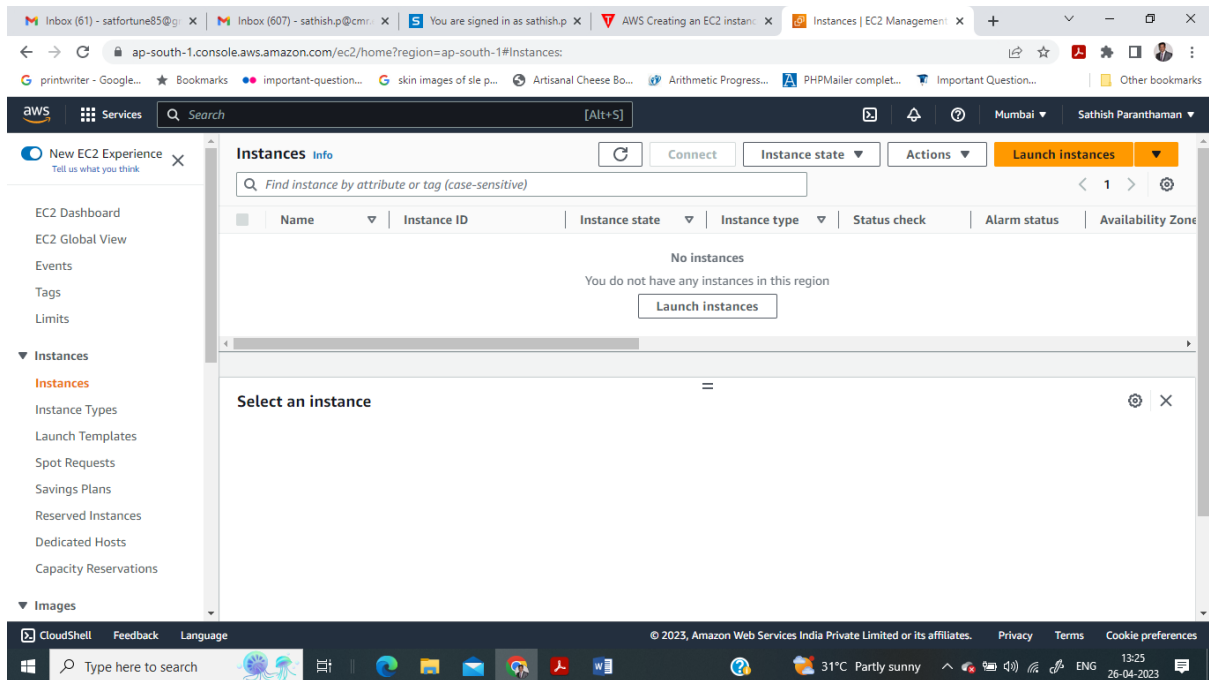 Inbox (61) - satfortune85@g
Inbox (607) - sathish.p@cmr.
You are signed in as sathish.p
AWS Creating an EC2 instanc
Instances | EC2 Management
ap-south-1.console.aws.amazon.com/ec2/home?region=ap-south-1#Instances:
printwriter - Google... Bookmarks important-question... skin images of sle p... Artisanal Cheese Bo... Arithmetic Progress... PHPMailer complet... Important Question... Other bookmarks
aws Services Search [Alt+S] Mumbai Sathish Paranthaman
New EC2 Experience
Tell us what you think
EC2 Dashboard
EC2 Global View
Events
Tags
Limits
Instances
Instances
Instance Types
Launch Templates
Spot Requests
Savings Plans
Reserved Instances
Dedicated Hosts
Capacity Reservations
Images
Instances Info Connect Instance state Actions Launch instances
Find instance by attribute or tag (case-sensitive) 1
Name Instance ID Instance state Instance type Status check Alarm status Availability Zone
No instances
You do not have any instances in this region
Launch instances
Select an instance
CloudShell Feedback Language © 2023, Amazon Web Services India Private Limited or its affiliates. Privacy Terms Cookie preferences
Type here to search 31°C Partly sunny ENG 13:25
26-04-2023